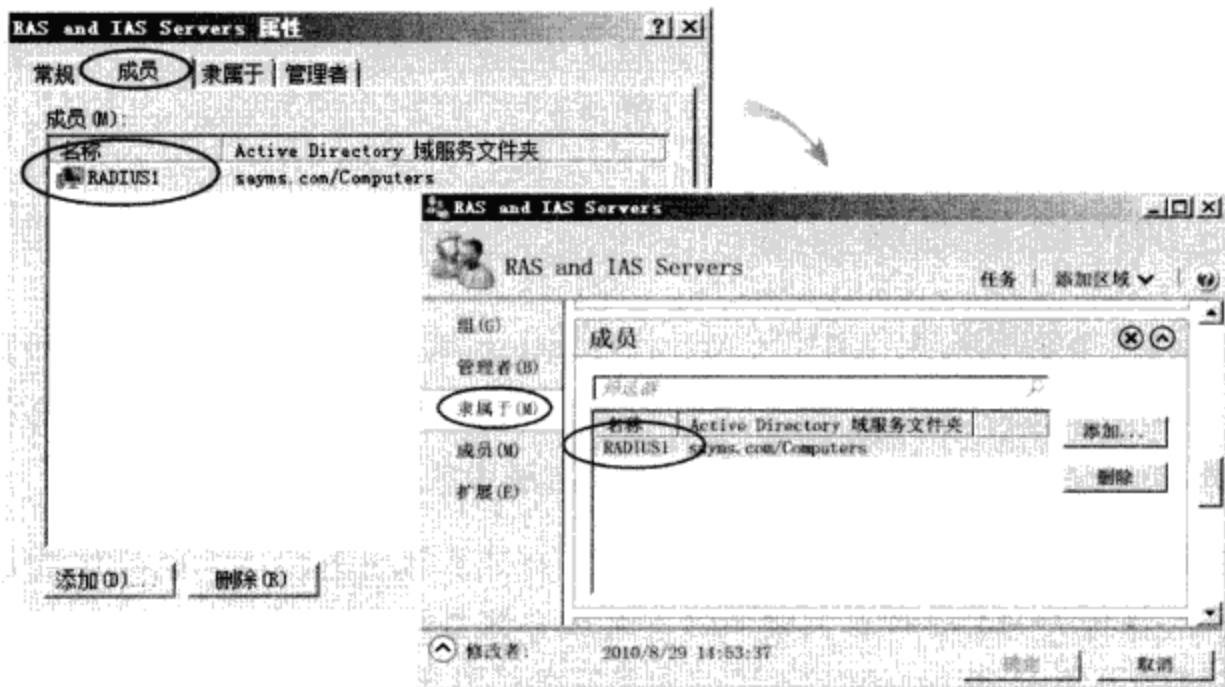 RAS and IAS Servers 属性
常规 成员 隶属于 管理者
成员(M):
名称 Active Directory 域服务文件夹
RADIUS1 sayms.com/Computers
添加(D)... 删除(R)
RAS and IAS Servers
RAS and IAS Servers
任务 添加区域
组(G)
管理者(B)
隶属于(M)
成员(M)
扩展(E)
成员
筛选器
名称 Active Directory 域服务文件夹
RADIUS1 sayms.com/Computers
添加...
删除
修改者: 2010/8/29 14:53:37
确定 取消